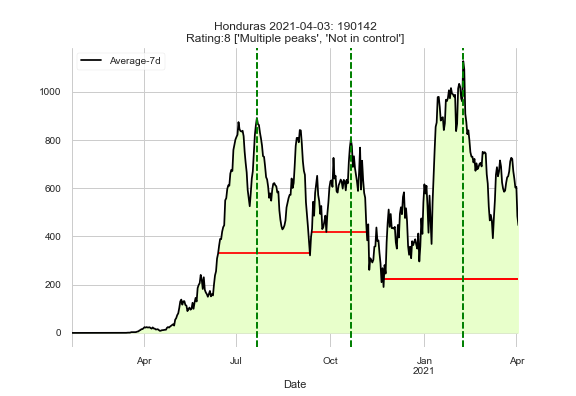 Honduras 2021-04-03: 190142
Rating:8 ['Multiple peaks', 'Not in control']
Average-7d
1000
800
600
400
200
0
Apr
Jul
Oct
Jan
2021
Apr
Date